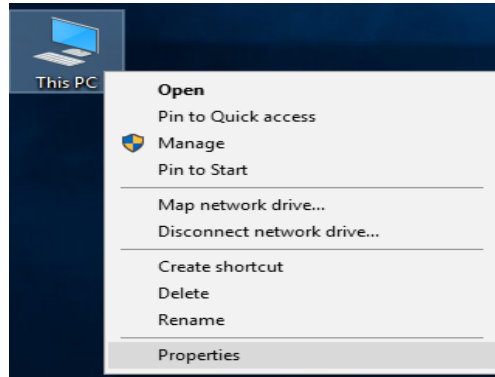 This PC
Open
Pin to Quick access
Manage
Pin to Start
Map network drive...
Disconnect network drive...
Create shortcut
Delete
Rename
Properties